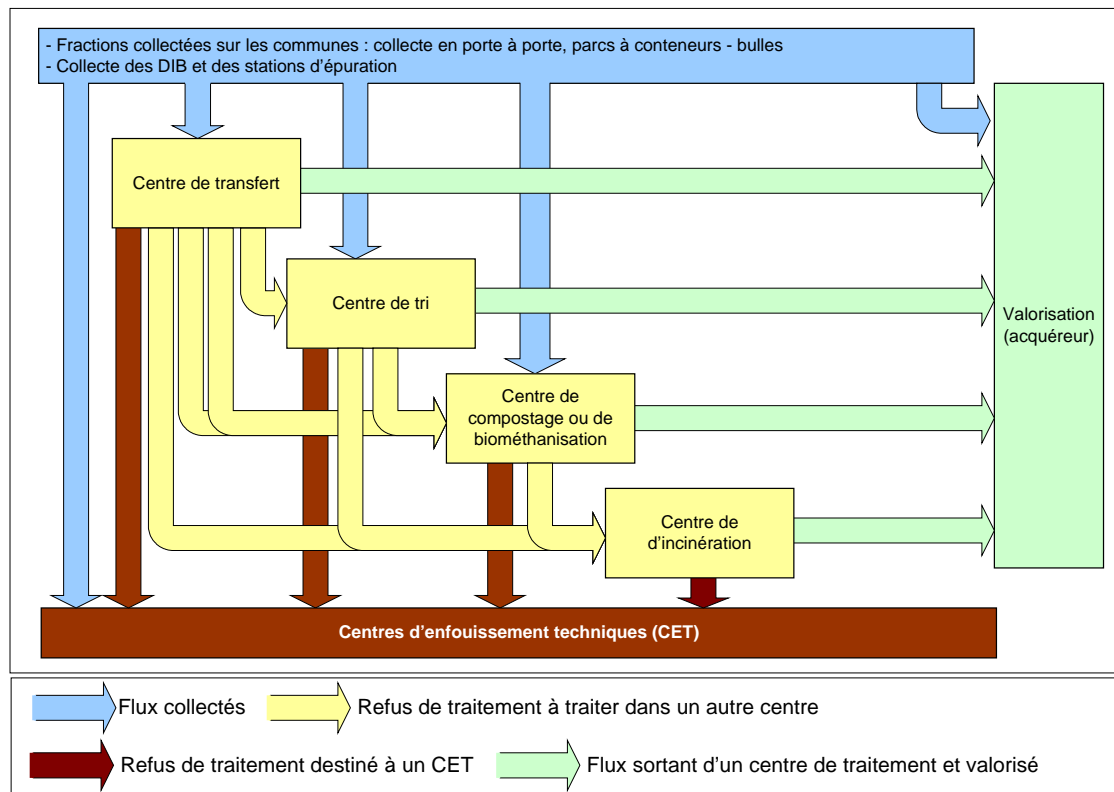 - Fractions collectées sur les communes : collecte en porte à porte, parcs à conteneurs - bulles
- Collecte des DIB et des stations d'épuration
Centre de transfert
Centre de tri
Valorisation
(acquéreur)
Centre de
compostage ou de
biométhanisation
Centre de
d'incinération
Centres d'enfouissement techniques (CET)
Flux collectés
Refus de traitement à traiter dans un autre centre
Refus de traitement destiné à un CET
Flux sortant d'un centre de traitement et valorisé